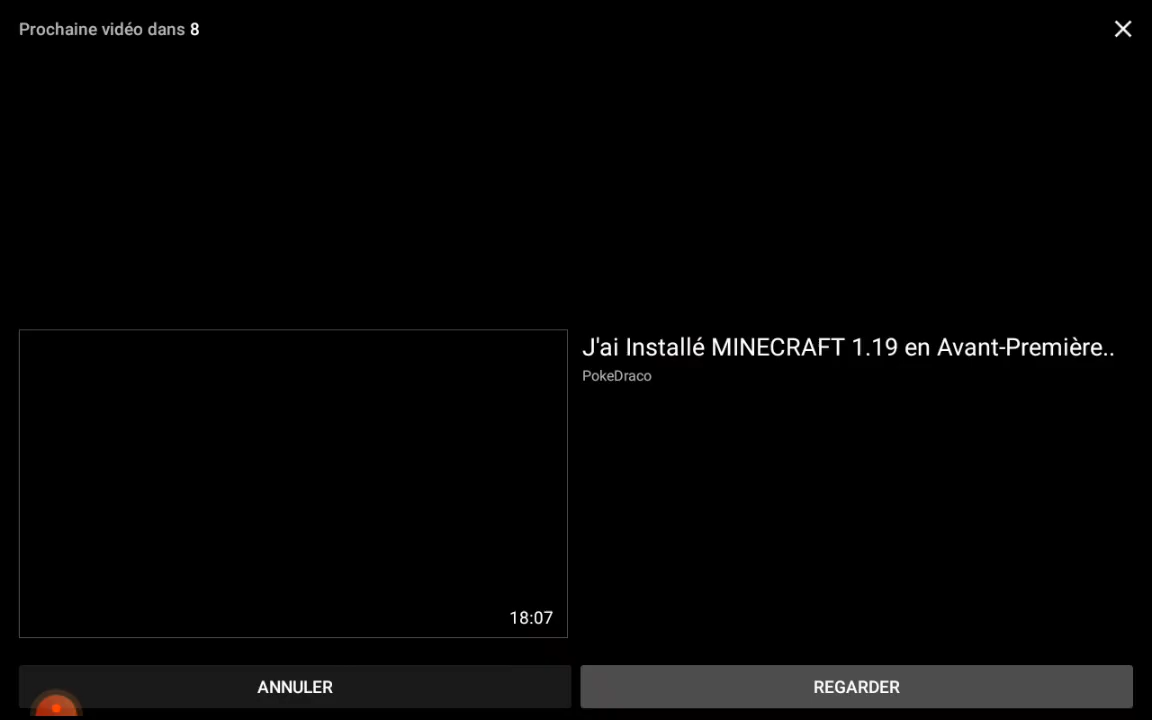 Prochaine vidéo dans 8
J'ai Installé MINECRAFT 1.19 en Avant-Première..
PokeDraco
18:07
ANNULER
REGARDER